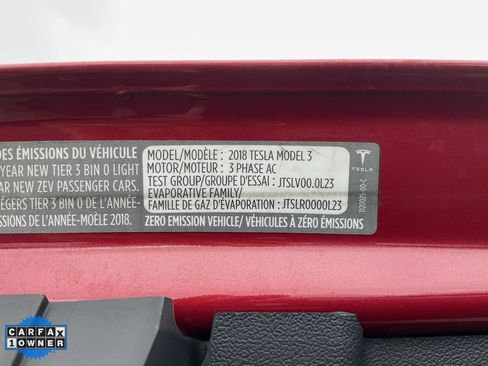 DES ÉMISSIONS DU VÉHICULE
YEAR NEW TIER 3 BIN 0 LIGHT
NEW ZEV PASSENGER CARS.
LÉGERS TIER 3 BIN 0 DE L'ANNÉE-
SSIONS DE L'ANNÉE-MOÈLE 2018.
MODEL/MODÈLE : 2018 TESLA MODEL 3
MOTOR/MOTEUR : 3 PHASE AC
TEST GROUP/GROUPE D'ESSAI : JTSLV00.0L23
EVAPORATIVE FAMILY/
FAMILLE DE GAZ D'ÉVAPORATION : JTSLR0000L23
ZERO EMISSION VEHICLE/ VÉHICULES À ZÉRO ÉMISSIONS
TESLA
CARFAX
1 OWNER